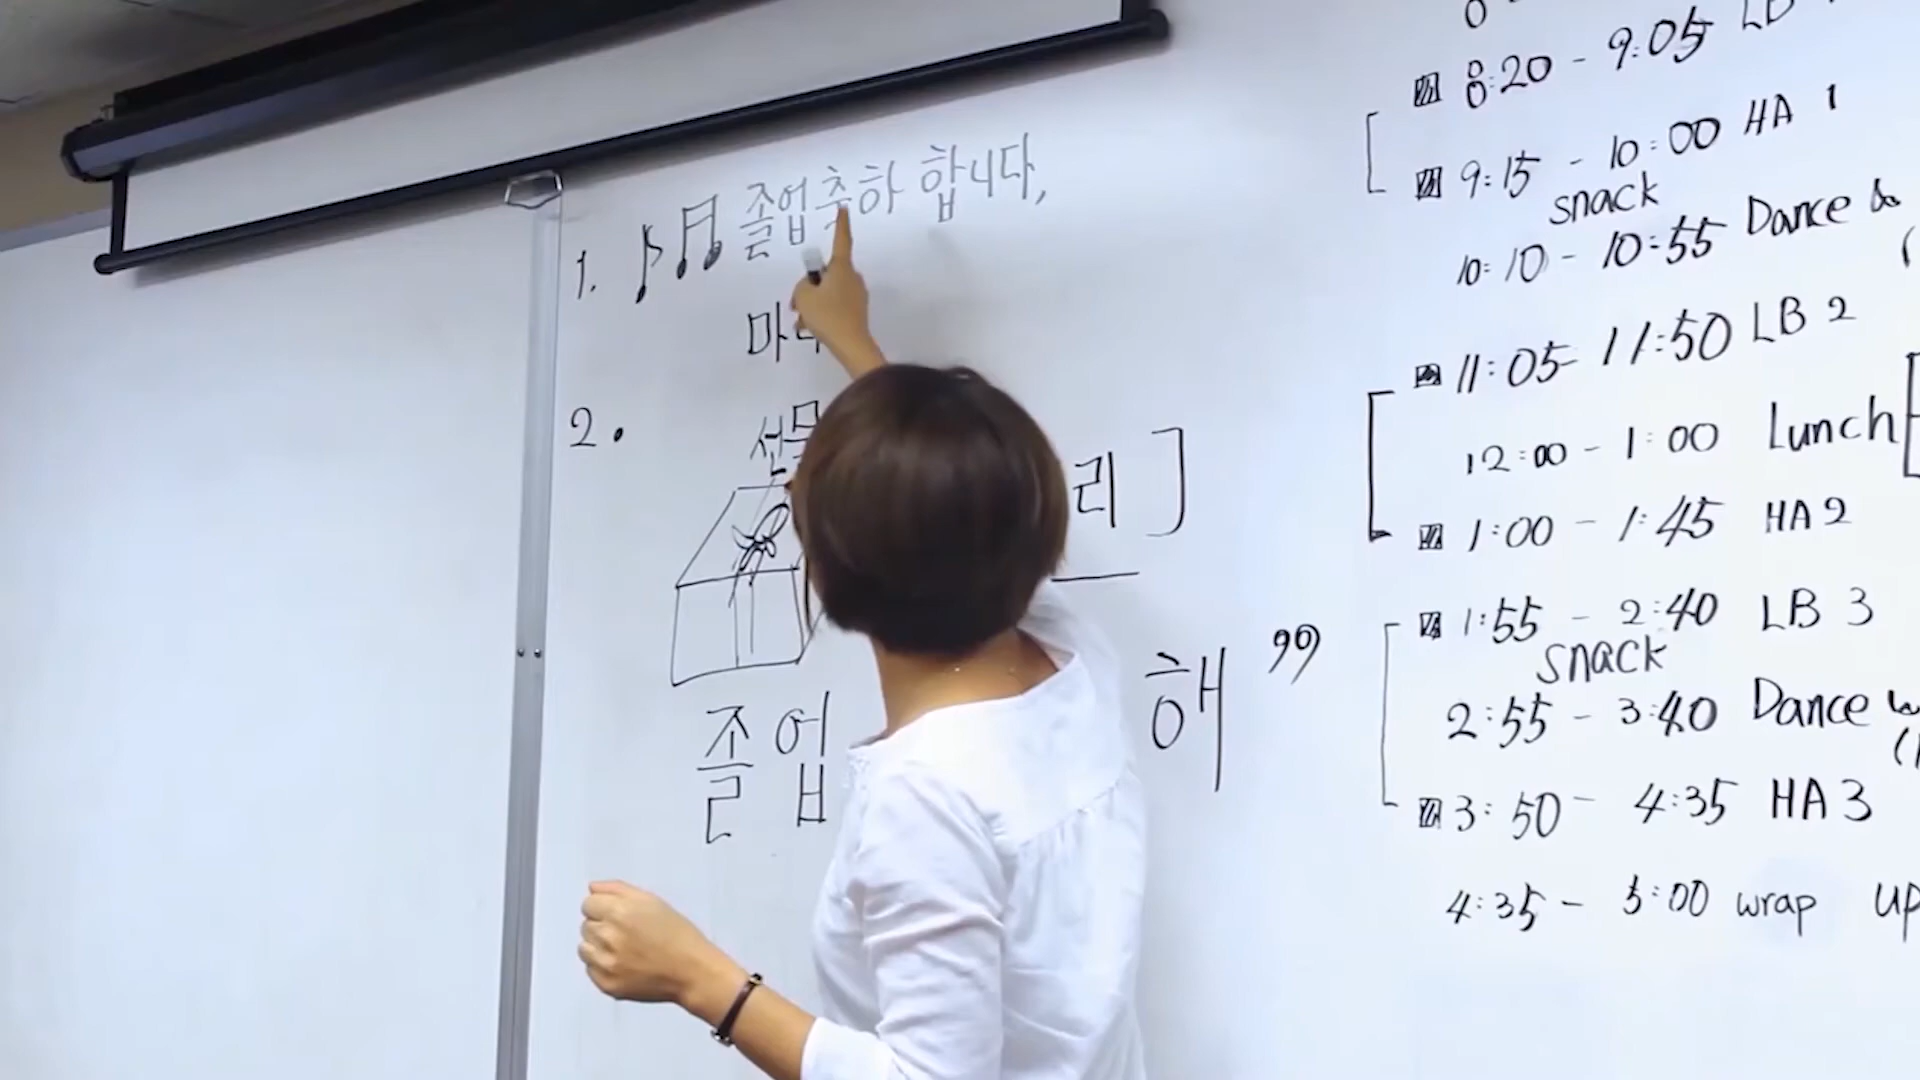 1. 졸업축하 합니다,
2. 선물
리 ]
졸 업 해 ”
8:20 - 9:05 LB
9:15 - 10:00 HA 1
snack
10:10 - 10:55 Dance
11:05 - 11:50 LB 2
12:00 - 1:00 Lunch
1:00 - 1:45 HA 2
1:55 - 2:40 LB 3
snack
2:55 - 3:40 Dance w
3:50 - 4:35 HA 3
4:35 - 5:00 wrap up